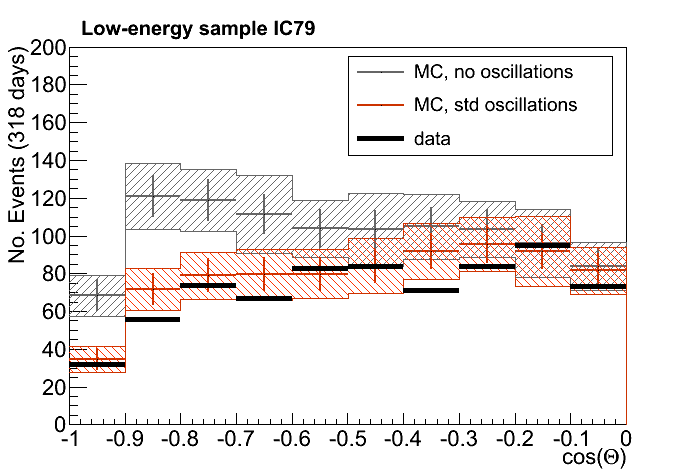 Low-energy sample IC79
No. Events (318 days)
200
180
160
140
120
100
80
60
40
20
0
MC, no oscillations
MC, std oscillations
data
-1 -0.9 -0.8 -0.7 -0.6 -0.5 -0.4 -0.3 -0.2 -0.1 0
cos(Θ)